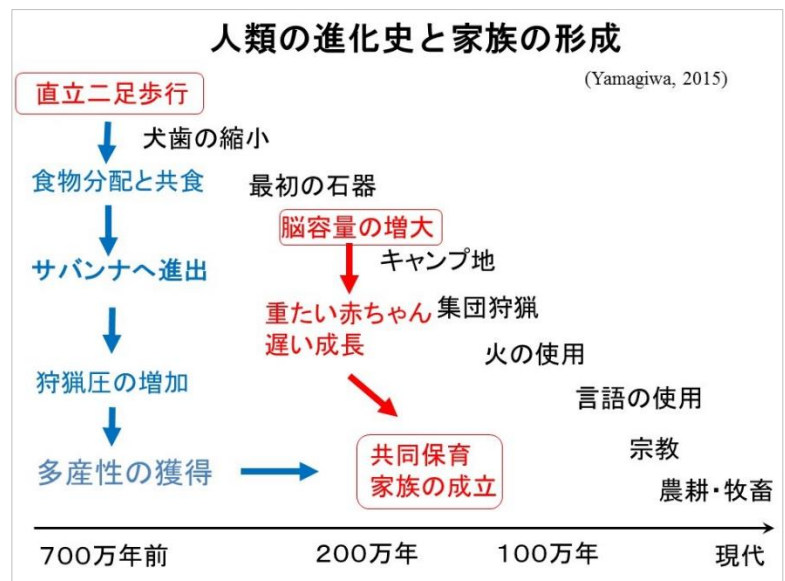 人類の進化史と家族の形成
(Yamagiwa, 2015)
直立二足歩行
犬歯の縮小
食物分配と共食
最初の石器
脳容量の増大
キャンプ地
サバンナへ進出
重たい赤ちゃん
遅い成長
集団狩猟
火の使用
狩猟圧の増加
言語の使用
共同保育
家族の成立
宗教
多産性の獲得
農耕・牧畜
700万年前
200万年
100万年
現代